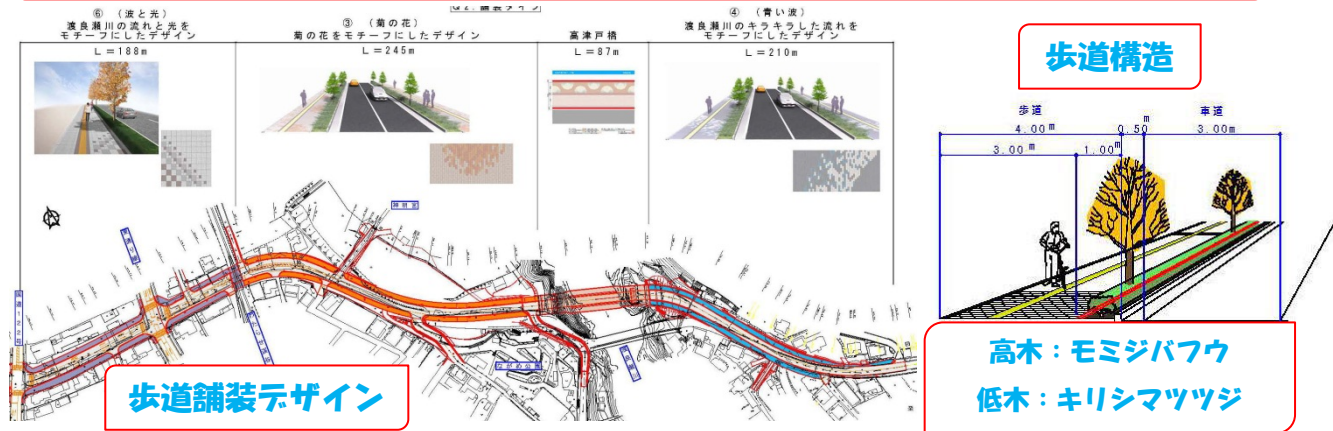 ⑥ (波と光)
渡良瀬川の流れと光を
モチーフにしたデザイン
L=188m
③ (菊の花)
菊の花をモチーフにしたデザイン
L=245m
高津戸橋
L=87m
④ (青い波)
渡良瀬川のキラキラした流れを
モチーフにしたデザイン
L=210m
歩道舗装デザイン
歩道構造
歩道
車道
4.00m
0.50m
3.00m
3.00m
1.00m
高木：モミジバフウ
低木：キリシマツツジ